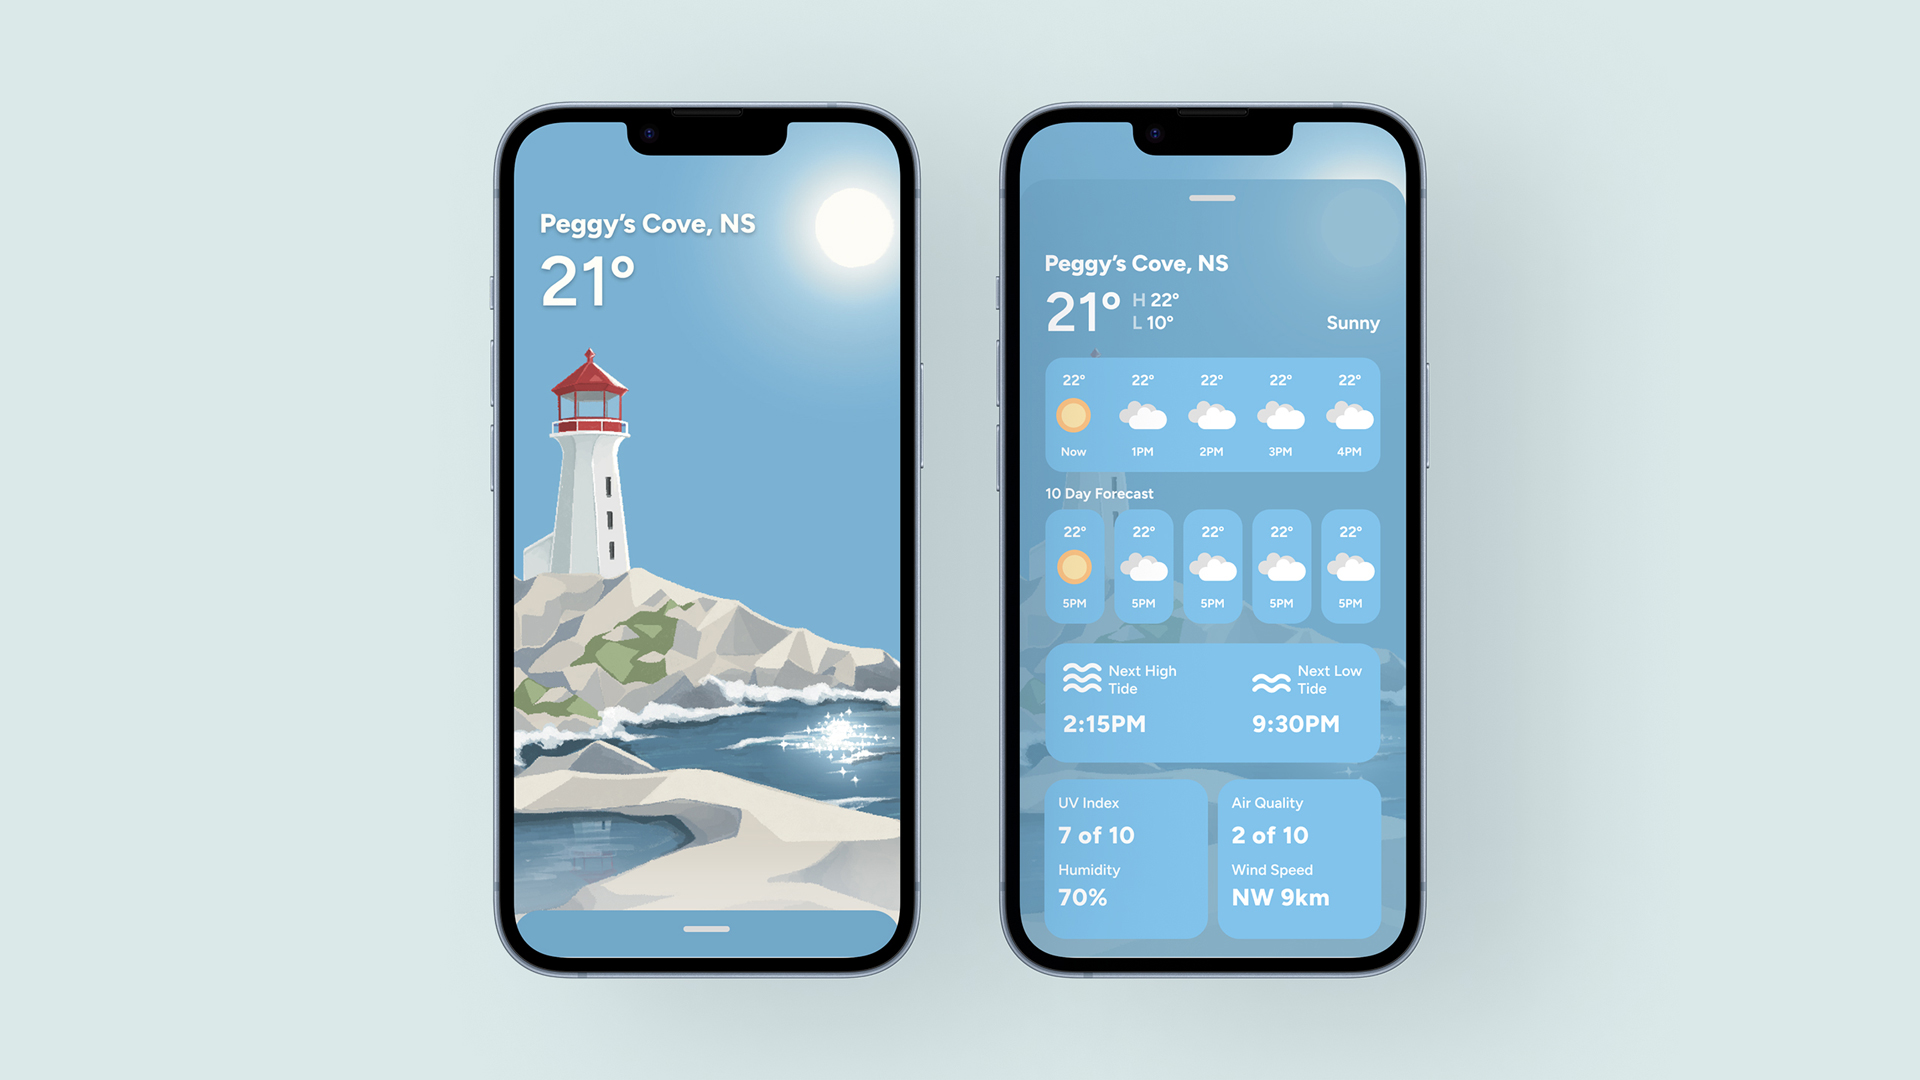 Peggy’s Cove, NS
21°
Peggy’s Cove, NS
21°
H 22°
L 10°
Sunny
22° 22° 22° 22° 22°
Now 1PM 2PM 3PM 4PM
10 Day Forecast
22° 22° 22° 22° 22°
5PM 5PM 5PM 5PM 5PM
Next High
Tide
2:15PM
Next Low
Tide
9:30PM
UV Index
7 of 10
Humidity
70%
Air Quality
2 of 10
Wind Speed
NW 9km